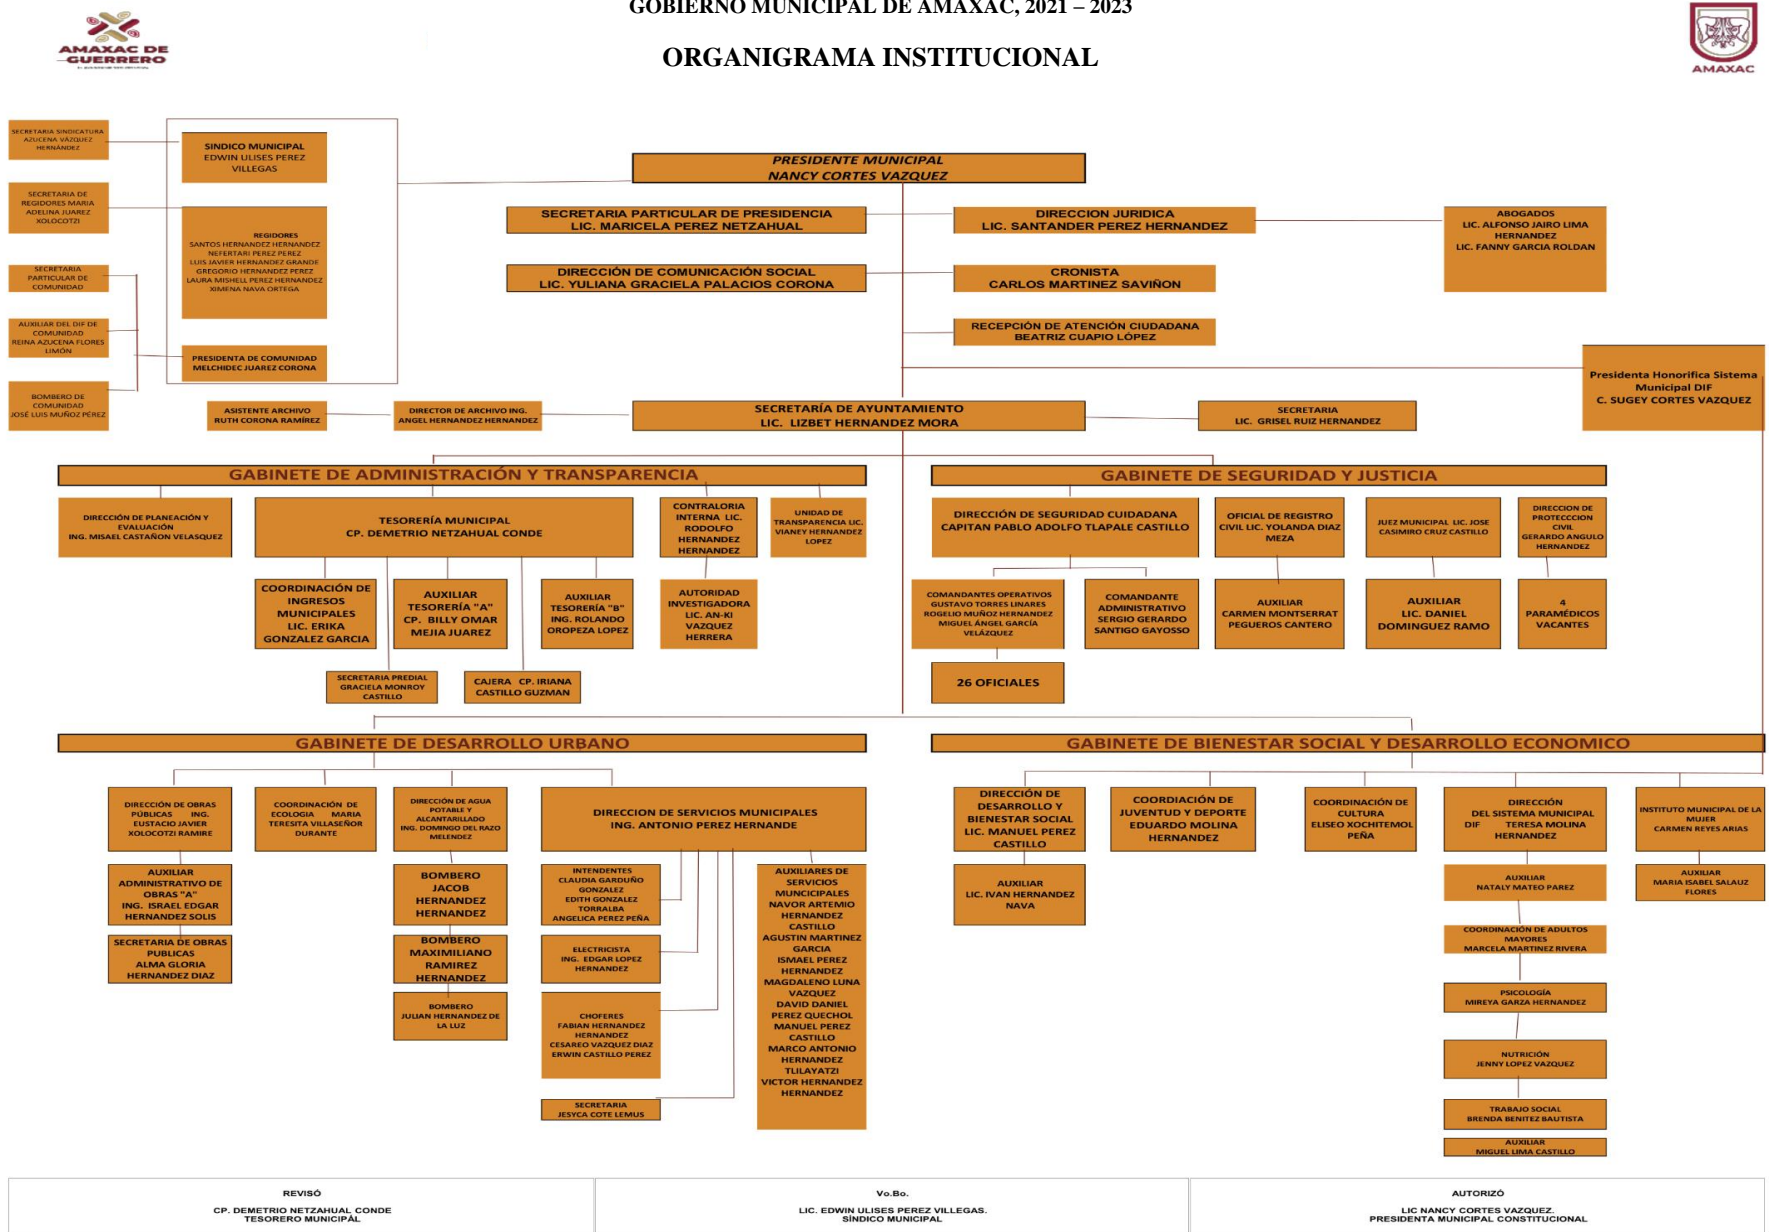 GOBIERNO MUNICIPAL DE AMAXAC, 2021 – 2023
ORGANIGRAMA INSTITUCIONAL
AMAXAC DE
GUERRERO
AMAXAC
SECRETARIA SINDICATURA
AZUCENA VÁZQUEZ
HERNÁNDEZ
SINDICO MUNICIPAL
EDWIN ULISES PEREZ
VILLEGAS
SECRETARIA DE
REGIDORES MARIA
ADELINA JUAREZ
XOLOCOTZI
REGIDORES
SANTOS HERNANDEZ HERNANDEZ
NEFERTARI PEREZ PEREZ
LUIS JAVIER HERNANDEZ GRANDE
GREGORIO HERNANDEZ PEREZ
LAURA MISHELL PEREZ HERNANDEZ
XIMENA NAVA ORTEGA
SECRETARIA
PARTICULAR DE
COMUNIDAD
AUXILIAR DEL DIF DE
COMUNIDAD
REINA AZUCENA FLORES
LIMÓN
PRESIDENTA DE COMUNIDAD
MELCHIDEC JUAREZ CORONA
BOMBERO DE
COMUNIDAD
JOSÉ LUIS MUÑOZ PÉREZ
PRESIDENTE MUNICIPAL
NANCY CORTES VAZQUEZ
SECRETARIA PARTICULAR DE PRESIDENCIA
LIC. MARICELA PEREZ NETZAHUAL
DIRECCION JURIDICA
LIC. SANTANDER PEREZ HERNANDEZ
ABOGADOS
LIC. ALFONSO JAIRO LIMA
HERNANDEZ
LIC. FANNY GARCIA ROLDAN
DIRECCIÓN DE COMUNICACIÓN SOCIAL
LIC. YULIANA GRACIELA PALACIOS CORONA
CRONISTA
CARLOS MARTINEZ SAVIÑON
RECEPCIÓN DE ATENCIÓN CIUDADANA
BEATRIZ CUAPIO LÓPEZ
Presidenta Honorifica Sistema
Municipal DIF
C. SUGEY CORTES VAZQUEZ
ASISTENTE ARCHIVO
RUTH CORONA RAMÍREZ
DIRECTOR DE ARCHIVO ING.
ANGEL HERNANDEZ HERNANDEZ
SECRETARÍA DE AYUNTAMIENTO
LIC. LIZBET HERNANDEZ MORA
SECRETARIA
LIC. GRISEL RUIZ HERNANDEZ
GABINETE DE ADMINISTRACIÓN Y TRANSPARENCIA
DIRECCIÓN DE PLANEACIÓN Y
EVALUACIÓN
ING. MISAEL CASTAÑON VELASQUEZ
TESORERÍA MUNICIPAL
CP. DEMETRIO NETZAHUAL CONDE
CONTRALORIA
INTERNA LIC.
RODOLFO
HERNANDEZ
HERNANDEZ
UNIDAD DE
TRANSPARENCIA LIC.
VIANEY HERNANDEZ
LOPEZ
COORDINACIÓN DE
INGRESOS
MUNICIPALES
LIC. ERIKA
GONZALEZ GARCIA
AUXILIAR
TESORERÍA "A"
CP. BILLY OMAR
MEJIA JUAREZ
AUXILIAR
TESORERÍA "B"
ING. ROLANDO
OROPEZA LOPEZ
AUTORIDAD
INVESTIGADORA
LIC. AN-KI
VAZQUEZ
HERRERA
SECRETARIA PREDIAL
GRACIELA MONROY
CASTILLO
CAJERA CP. IRIANA
CASTILLO GUZMAN
GABINETE DE SEGURIDAD Y JUSTICIA
DIRECCIÓN DE SEGURIDAD CUIDADANA
CAPITAN PABLO ADOLFO TLAPALE CASTILLO
OFICIAL DE REGISTRO
CIVIL LIC. YOLANDA DIAZ
MEZA
JUEZ MUNICIPAL LIC. JOSE
CASIMIRO CRUZ CASTILLO
DIRECCION DE
PROTECCCION
CIVIL
GERARDO ANGULO
HERNANDEZ
COMANDANTES OPERATIVOS
GUSTAVO TORRES LINARES
ROGELIO MUÑOZ HERNANDEZ
MIGUEL ÁNGEL GARCÍA
VELÁZQUEZ
COMANDANTE
ADMINISTRATIVO
SERGIO GERARDO
SANTIGO GAYOSSO
AUXILIAR
CARMEN MONTSERRAT
PEGUEROS CANTERO
AUXILIAR
LIC. DANIEL
DOMINGUEZ RAMO
4
PARAMÉDICOS
VACANTES
26 OFICIALES
GABINETE DE DESARROLLO URBANO
DIRECCIÓN DE OBRAS
PÚBLICAS ING.
EUSTACIO JAVIER
XOLOCOTZI RAMIRE
COORDINACIÓN DE
ECOLOGIA MARIA
TERESITA VILLASEÑOR
DURANTE
DIRECCIÓN DE AGUA
POTABLE Y
ALCANTARILLADO
ING. DOMINGO DEL RAZO
MELENDEZ
DIRECCION DE SERVICIOS MUNICIPALES
ING. ANTONIO PEREZ HERNANDE
AUXILIAR
ADMINISTRATIVO DE
OBRAS "A"
ING. ISRAEL EDGAR
HERNANDEZ SOLIS
SECRETARIA DE OBRAS
PUBLICAS
ALMA GLORIA
HERNANDEZ DIAZ
BOMBERO
JACOB
HERNANDEZ
HERNANDEZ
BOMBERO
MAXIMILIANO
RAMIREZ
HERNANDEZ
BOMBERO
JULIAN HERNANDEZ DE
LA LUZ
INTENDENTES
CLAUDIA GARDUÑO
GONZALEZ
EDITH GONZALEZ
TORRALBA
ANGELICA PEREZ PEÑA
ELECTRICISTA
ING. EDGAR LOPEZ
HERNANDEZ
CHOFERES
FABIAN HERNANDEZ
HERNANDEZ
CESAREO VAZQUEZ DIAZ
ERWIN CASTILLO PEREZ
SECRETARIA
JESYCA COTE LEMUS
AUXILIARES DE
SERVICIOS
MUNCICIPALES
NAVOR ARTEMIO
HERNANDEZ
CASTILLO
AGUSTIN MARTINEZ
GARCIA
ISMAEL PEREZ
HERNANDEZ
MAGDALENO LUNA
VAZQUEZ
DAVID DANIEL
PEREZ QUECHOL
MANUEL PEREZ
CASTILLO
MARCO ANTONIO
HERNANDEZ
TLILAYATZI
VICTOR HERNANDEZ
HERNANDEZ
GABINETE DE BIENESTAR SOCIAL Y DESARROLLO ECONOMICO
DIRECCIÓN DE
DESARROLLO Y
BIENESTAR SOCIAL
LIC. MANUEL PEREZ
CASTILLO
COORDIACIÓN DE
JUVENTUD Y DEPORTE
EDUARDO MOLINA
HERNANDEZ
COORDINACIÓN DE
CULTURA
ELISEO XOCHITEMOL
PEÑA
DIRECCIÓN
DEL SISTEMA MUNICIPAL
DIF TERESA MOLINA
HERNANDEZ
INSTITUTO MUNICIPAL DE LA
MUJER
CARMEN REYES ARIAS
AUXILIAR
LIC. IVAN HERNANDEZ
NAVA
AUXILIAR
NATALY MATEO PAREZ
AUXILIAR
MARIA ISABEL SALAUZ
FLORES
COORDINACIÓN DE ADULTOS
MAYORES
MARCELA MARTINEZ RIVERA
PSICOLOGÍA
MIREYA GARZA HERNANDEZ
NUTRICIÓN
JENNY LOPEZ VAZQUEZ
TRABAJO SOCIAL
BRENDA BENITEZ BAUTISTA
AUXILIAR
MIGUEL LIMA CASTILLO
REVISÓ
CP. DEMETRIO NETZAHUAL CONDE
TESORERO MUNICIPÀL
Vo.Bo.
LIC. EDWIN ULISES PEREZ VILLEGAS.
SÌNDICO MUNICIPAL
AUTORIZÓ
LIC NANCY CORTES VAZQUEZ.
PRESIDENTA MUNICIPAL CONSTITUCIONAL